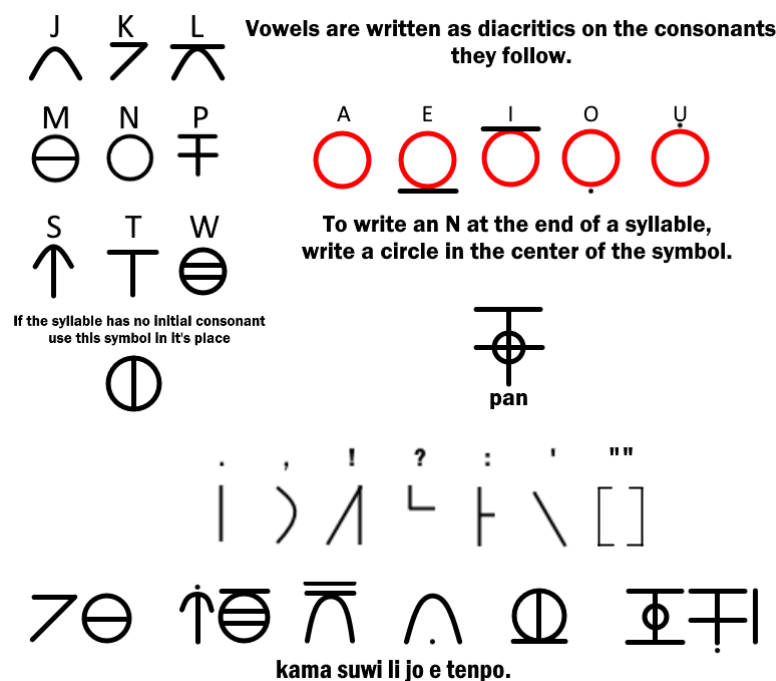 J K L
Vowels are written as diacritics on the consonants
they follow.
M N P
A E I O U
S T W
To write an N at the end of a syllable,
write a circle in the center of the symbol.
If the syllable has no initial consonant
use this symbol in it's place
pan
. , ! ? : ' ""
kama suwi li jo e tenpo.